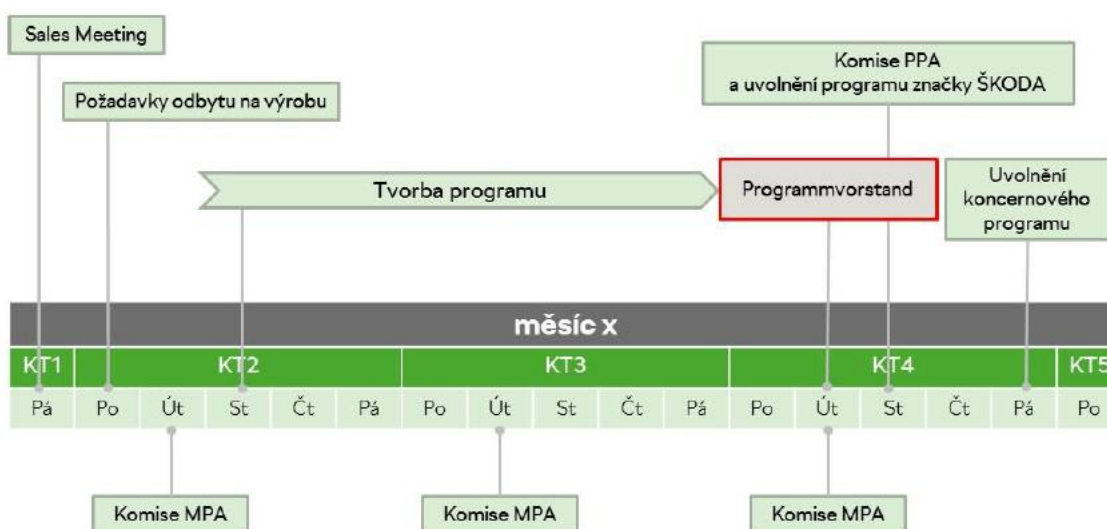 Sales Meeting
Požadavky odbytu na výrobu
Komise PPA
a uvolnění programu značky ŠKODA
Tvorba programu
Programmvorstand
Uvolnění
koncernového
programu
měsíc x
KT1 KT2 KT3 KT4 KT5
Pá Po Út St Čt Pá Po Út St Čt Pá Po Út St Čt Pá Po
Komise MPA Komise MPA Komise MPA